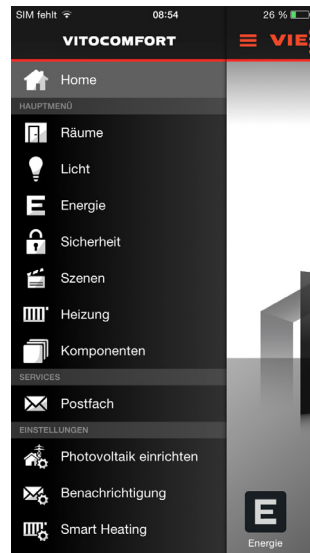 SIM fehlt 08:54 26 %
VITOCOMFORT
VIE
Home
HAUPTMENÜ
Räume
Licht
E Energie
Sicherheit
Szenen
Heizung
Komponenten
SERVICES
Postfach
EINSTELLUNGEN
Photovoltaik einrichten
Benachrichtigung
Smart Heating
E
Energie